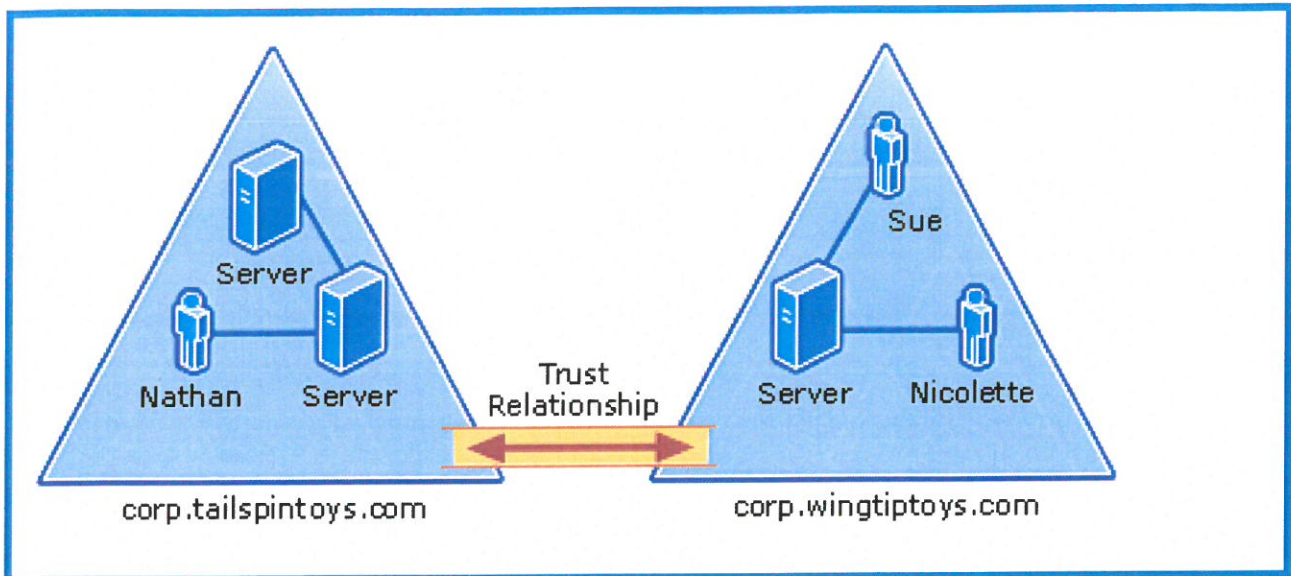 Server
Nathan
Server
corp.tailspintoys.com
Trust
Relationship
Sue
Server
Nicolette
corp.wingtiptoys.com